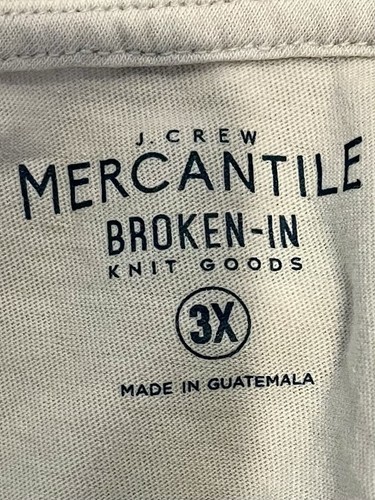 J.CREW
MERCANTILE
BROKEN-IN
KNIT GOODS
3X
MADE IN GUATEMALA